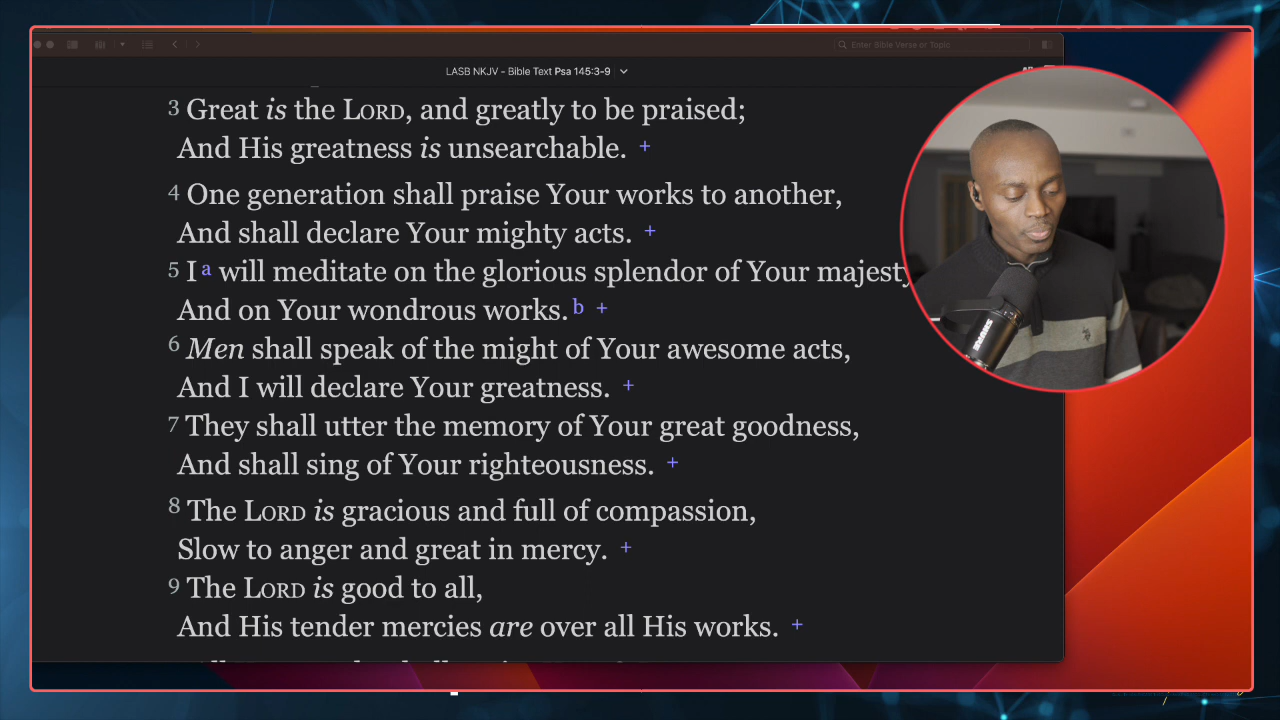 Enter Bible Verse or Topic
LASB NKJV - Bible Text Psa 145:3-9
3 Great is the LORD, and greatly to be praised;
And His greatness is unsearchable. +
4 One generation shall praise Your works to another,
And shall declare Your mighty acts. +
5 I a will meditate on the glorious splendor of Your majesty
And on Your wondrous works. b +
6 Men shall speak of the might of Your awesome acts,
And I will declare Your greatness. +
7 They shall utter the memory of Your great goodness,
And shall sing of Your righteousness. +
8 The LORD is gracious and full of compassion,
Slow to anger and great in mercy. +
9 The LORD is good to all,
And His tender mercies are over all His works. +